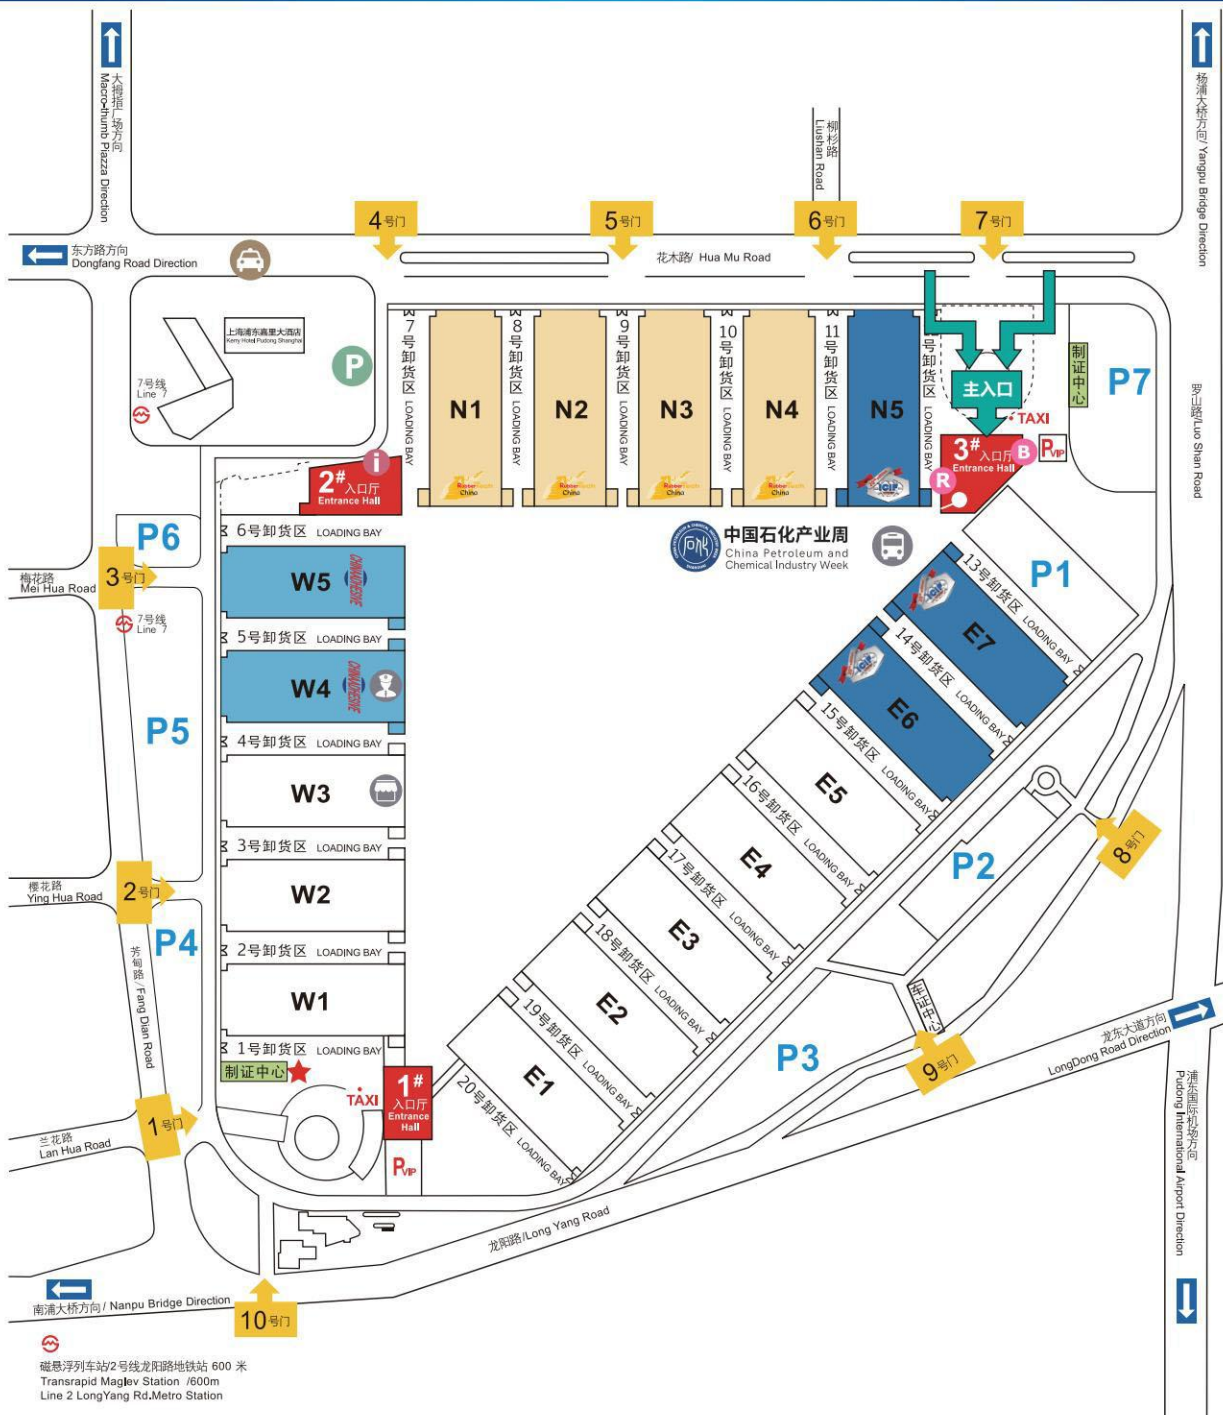 大拇指广场方向
Macro-thumb Piazza Direction
杨浦大桥方向/ Yangpu Bridge Direction
柳杉路
Liushan Road
4号门
5号门
6号门
7号门
东方路方向
Dongfang Road Direction
花木路/ Hua Mu Road
上海浦东嘉里大酒店
Kerry Hotel Pudong Shanghai
7号线
Line 7
P
7号卸货区 LOADING BAY
N1
8号卸货区 LOADING BAY
N2
9号卸货区 LOADING BAY
N3
10号卸货区 LOADING BAY
N4
11号卸货区 LOADING BAY
N5
号卸货区 LOADING BAY
China
China
China
China
ICIF
主入口
制证中心
P7
罗山路/Luo Shan Road
TAXI
3#入口厅
Entrance Hall
B
R
PVIP
i
2#入口厅
Entrance Hall
P6
6号卸货区 LOADING BAY
中国石化产业周
China Petroleum and
Chemical Industry Week
3号门
梅花路
Mei Hua Road
7号线
Line 7
W5
CHINADHESIVE
5号卸货区 LOADING BAY
W4
CHINADHESIVE
4号卸货区 LOADING BAY
P5
W3
3号卸货区 LOADING BAY
W2
2号卸货区 LOADING BAY
W1
1号卸货区 LOADING BAY
制证中心
P1
13号卸货区 LOADING BAY
E7
ICIF
14号卸货区 LOADING BAY
E6
ICIF
15号卸货区 LOADING BAY
E5
16号卸货区 LOADING BAY
E4
17号卸货区 LOADING BAY
E3
18号卸货区 LOADING BAY
E2
19号卸货区 LOADING BAY
E1
20号卸货区 LOADING BAY
P2
8号门
车证中心
9号门
P3
2号门
樱花路
Ying Hua Road
P4
芳甸路/Fang Dian Road
TAXI
1#
入口厅
Entrance
Hall
PVIP
1号门
兰花路
Lan Hua Road
龙东大道方向
LongDong Road Direction
浦东国际机场方向
Pudong International Airport Direction
龙阳路/Long Yang Road
南浦大桥方向/ Nanpu Bridge Direction
10号门
磁悬浮列车站/2号线龙阳路地铁站 600 米
Transrapid Maglev Station /600m
Line 2 LongYang Rd.Metro Station